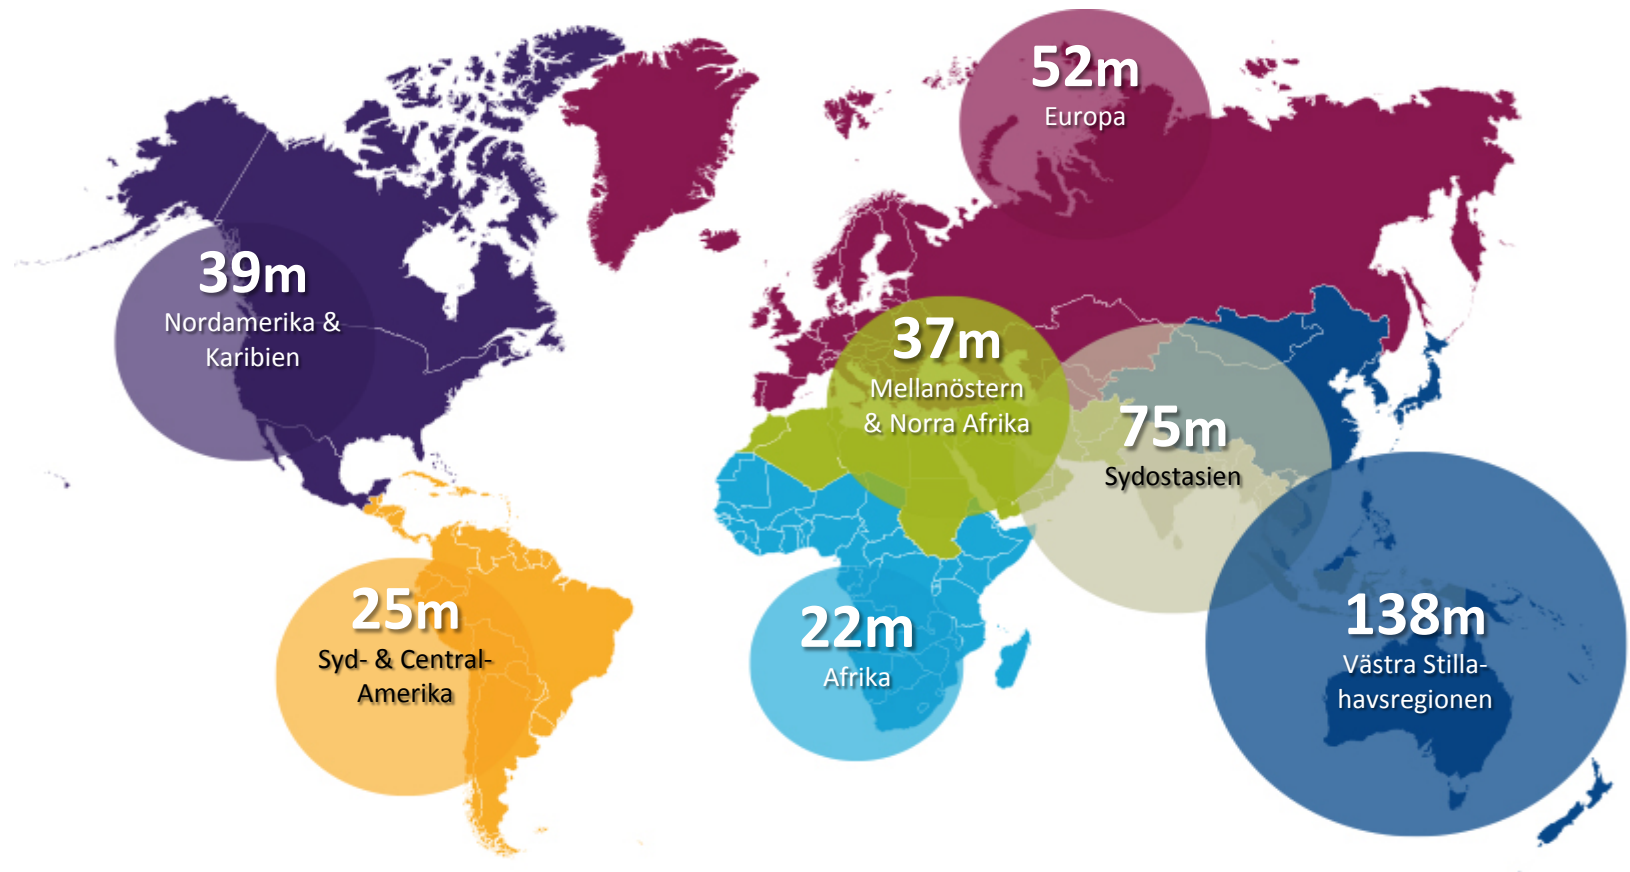 52m
Europa
39m
Nordamerika &
Karibien
37m
Mellanöstern
& Norra Afrika
75m
Sydostasien
25m
Syd- & Central-
Amerika
22m
Afrika
138m
Västra Stilla-
havsregionen